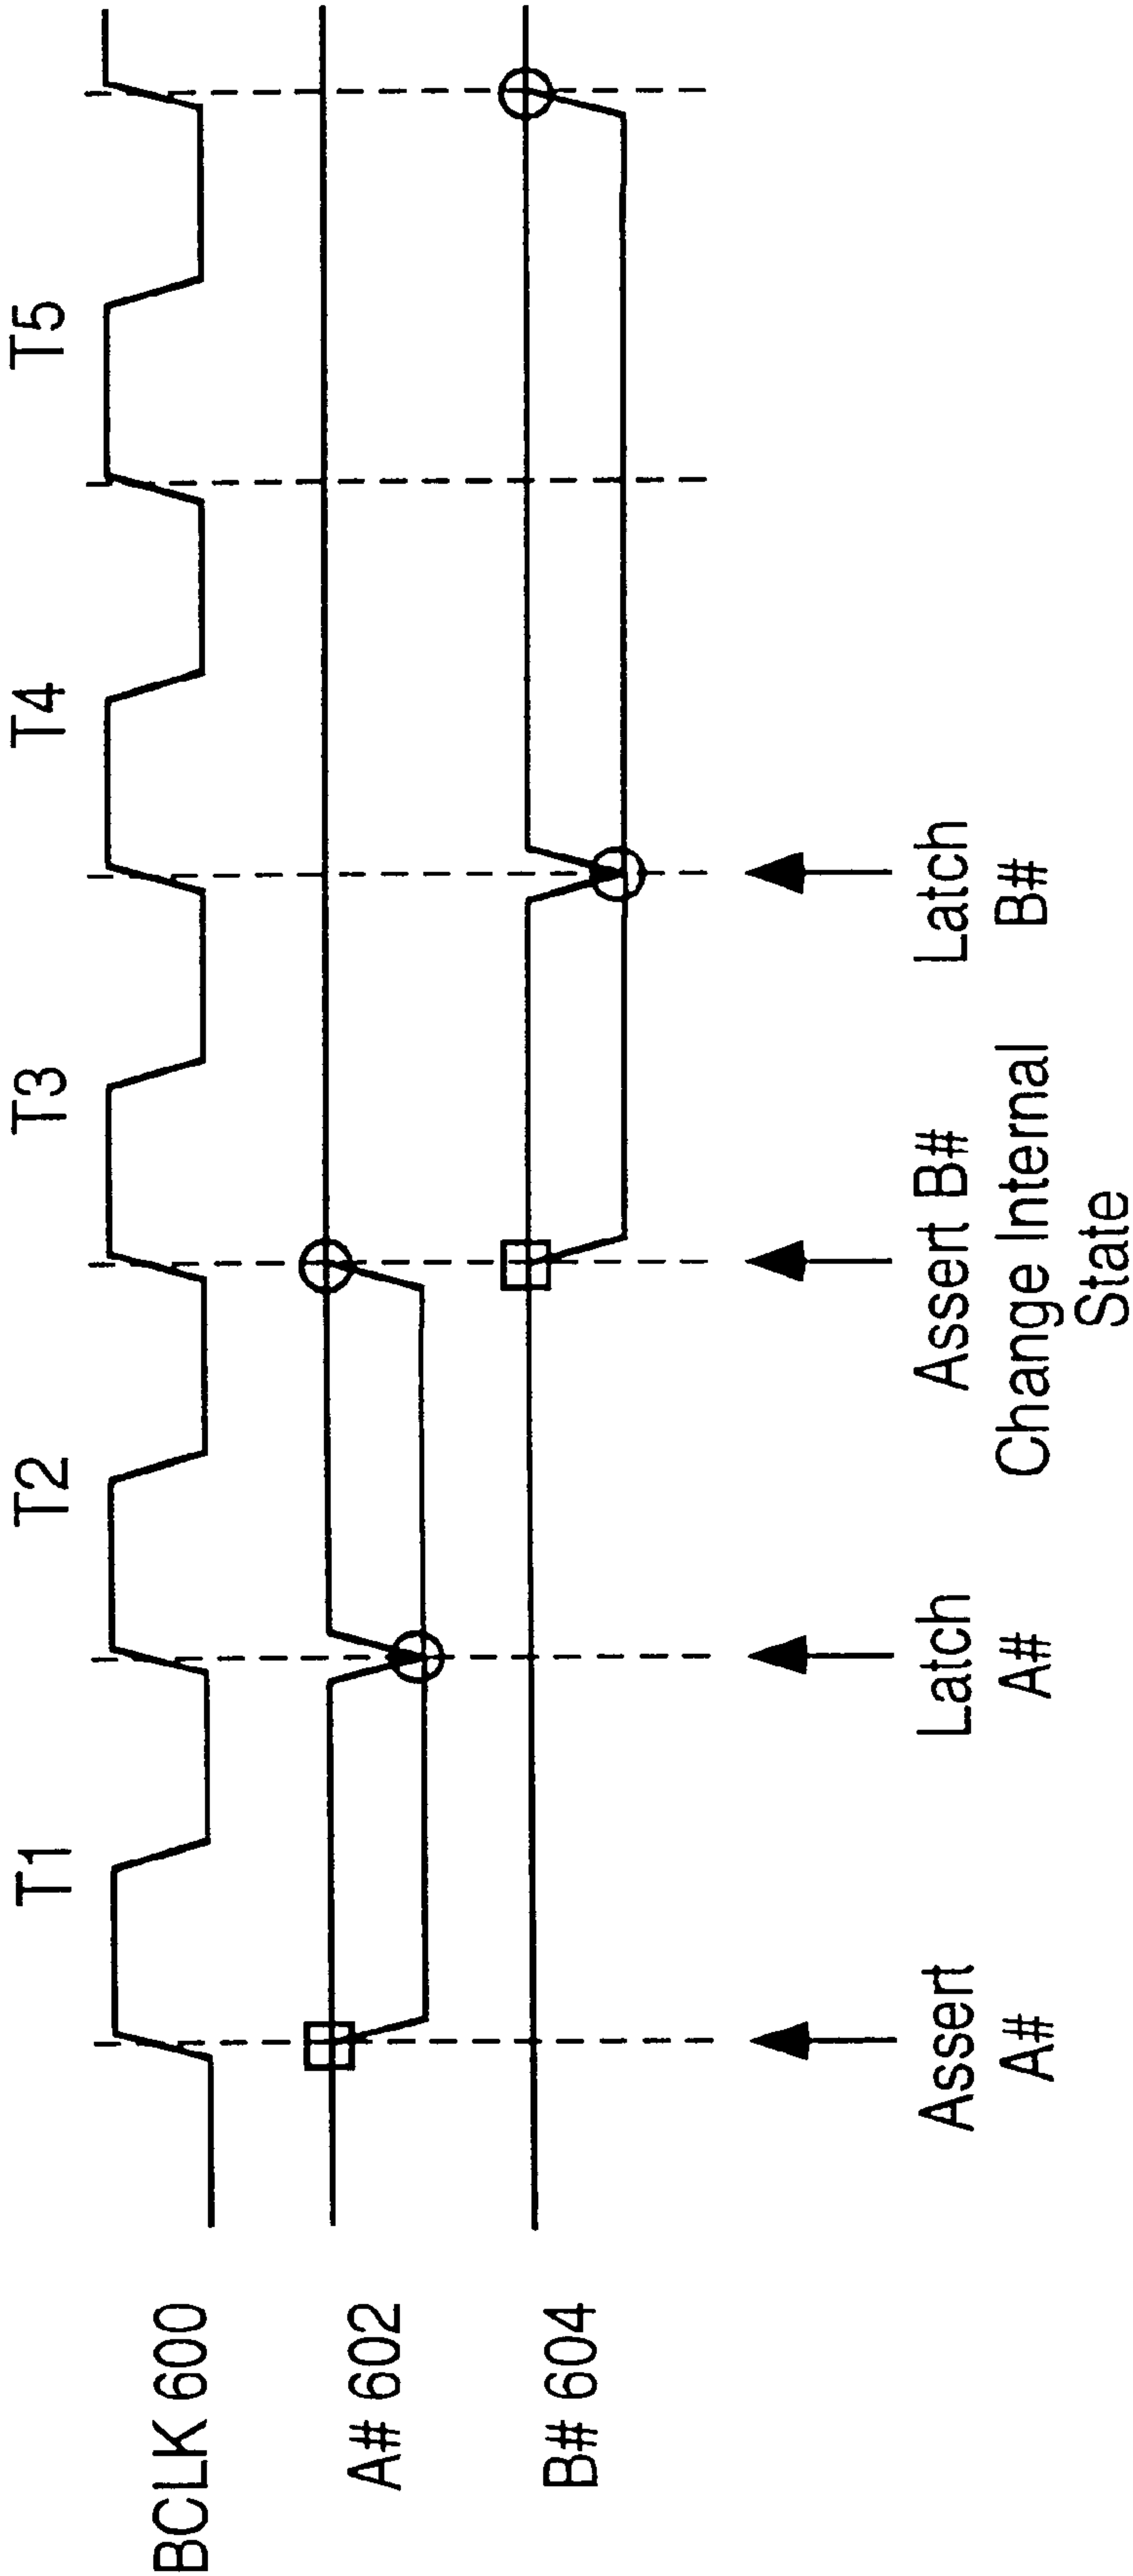 T1 T2 T3 T4 T5
BCLK 600
A# 602
B# 604
Assert
A#
Latch
A#
Assert B#
Change Internal
State
Latch
B#